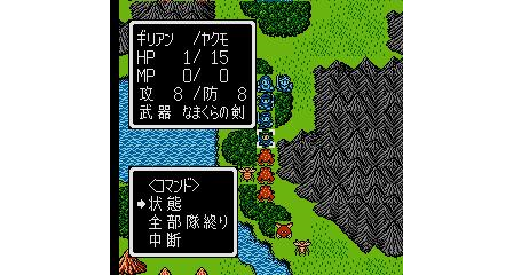 ギリアン /ヤクモ
HP 1/ 15
MP 0/ 0
攻 8/防 8
武器 なまくらの剣
<コマンド>
→状態
全部隊終り
中断